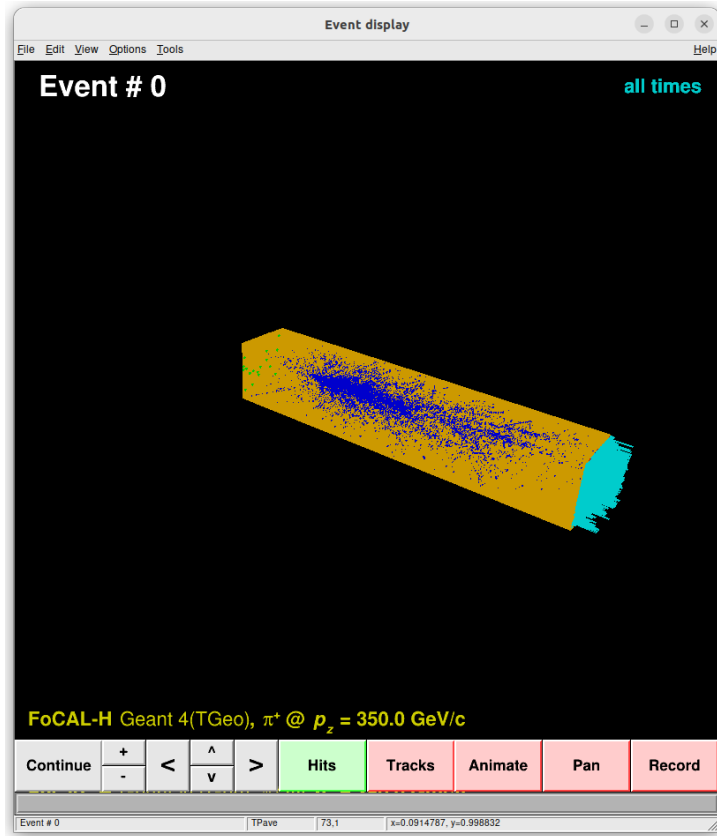 Event display
File Edit View Options Tools Help
Event # 0
all times
FoCAL-H Geant 4(TGeo), π⁺ @ p_z = 350.0 GeV/c
Continue + - < ^ v > Hits Tracks Animate Pan Record
Event # 0 TPave 73,1 x=0.0914787, y=0.998832